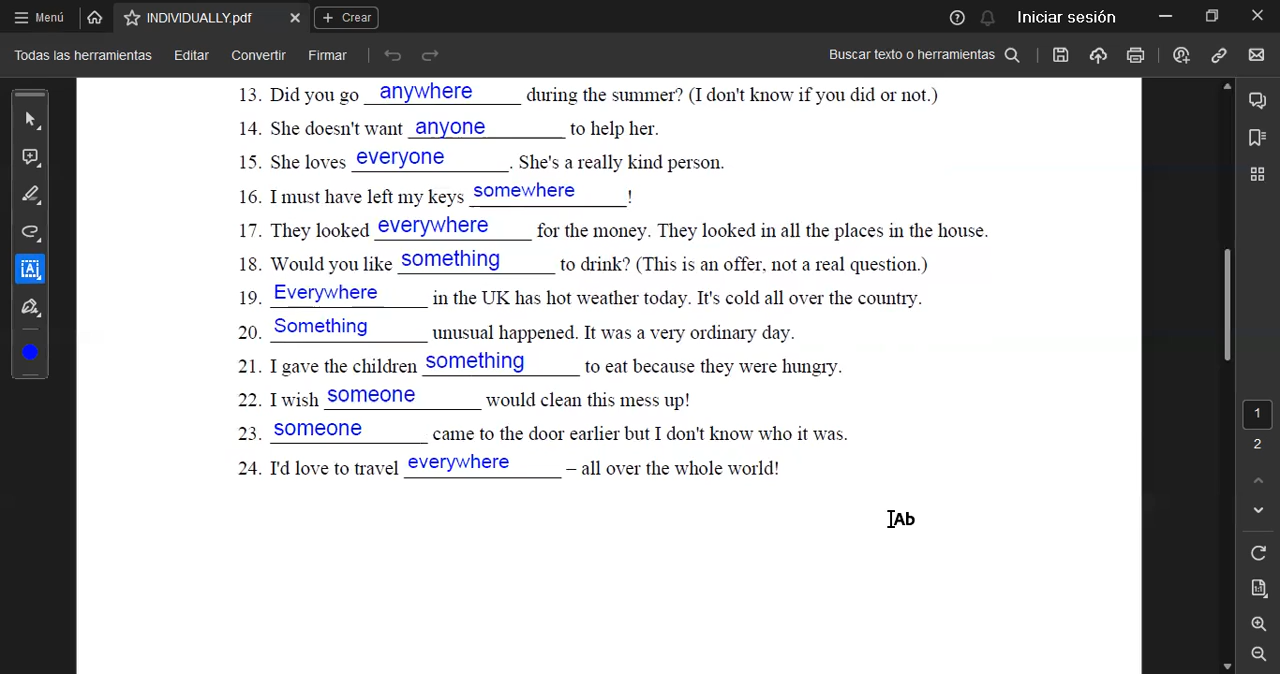 Menú
INDIVIDUALLY.pdf
Crear
Iniciar sesión
Todas las herramientas Editar Convertir Firmar
Buscar texto o herramientas
13. Did you go anywhere during the summer? (I don't know if you did or not.)
14. She doesn't want anyone to help her.
15. She loves everyone. She's a really kind person.
16. I must have left my keys somewhere!
17. They looked everywhere for the money. They looked in all the places in the house.
18. Would you like something to drink? (This is an offer, not a real question.)
19. Everywhere in the UK has hot weather today. It's cold all over the country.
20. Something unusual happened. It was a very ordinary day.
21. I gave the children something to eat because they were hungry.
22. I wish someone would clean this mess up!
23. someone came to the door earlier but I don't know who it was.
24. I'd love to travel everywhere – all over the whole world!
Ab
1
2